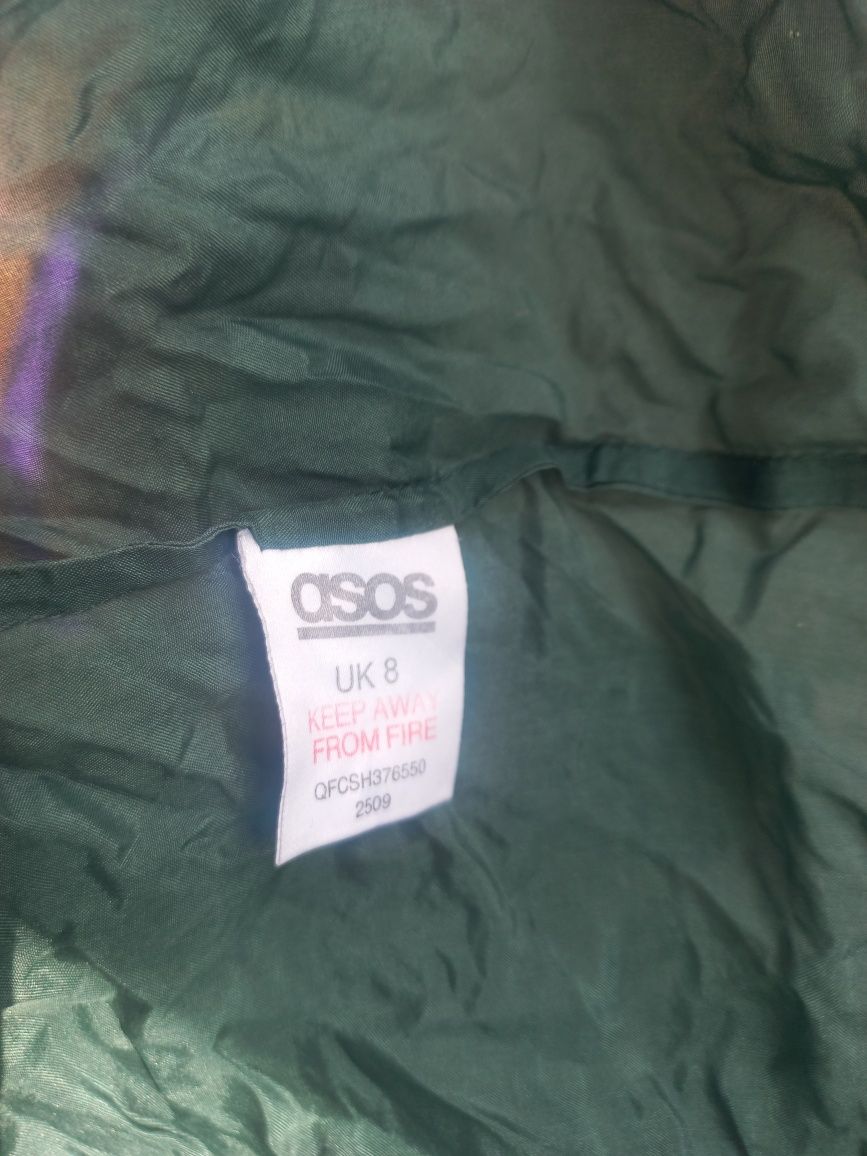 asos
UK 8
KEEP AWAY
FROM FIRE
QFCSH376550
2509